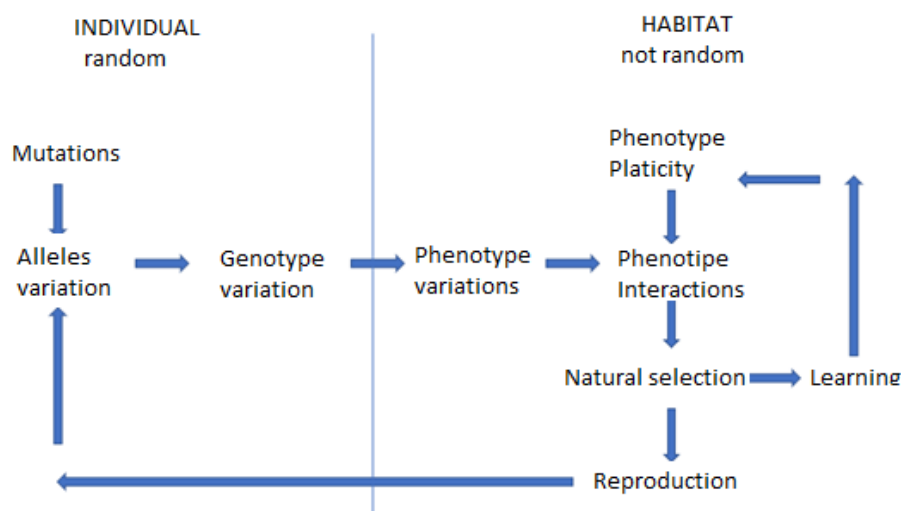 INDIVIDUAL
random
HABITAT
not random
Mutations
Phenotype
Platicity
Alleles
variation
Genotype
variation
Phenotype
variations
Phenotipe
Interactions
Natural selection
Learning
Reproduction